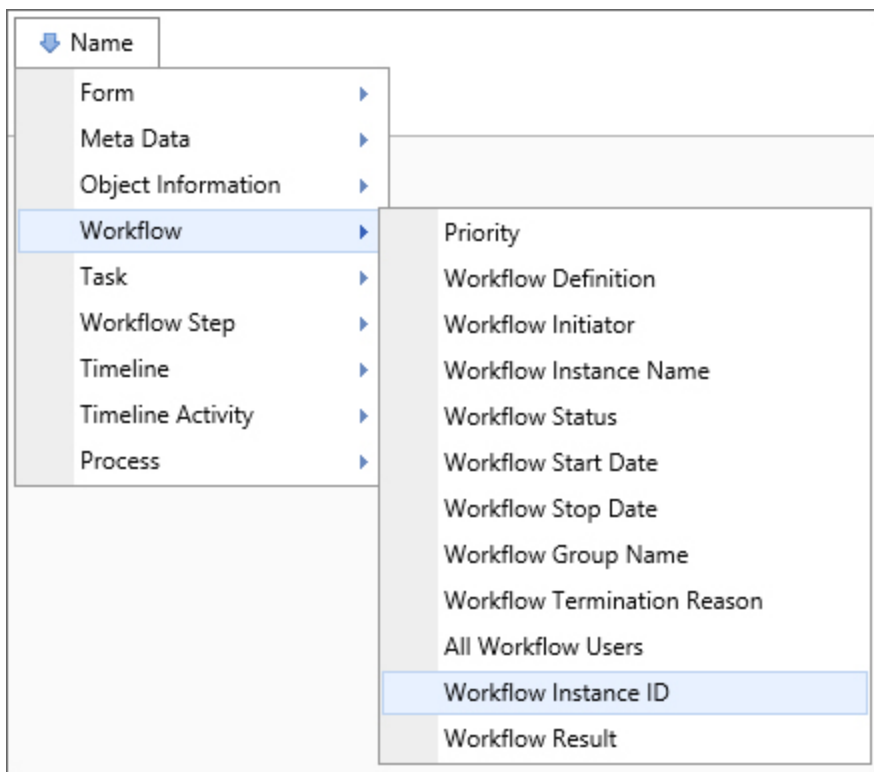 Name
Form
Meta Data
Object Information
Workflow
Task
Workflow Step
Timeline
Timeline Activity
Process
Priority
Workflow Definition
Workflow Initiator
Workflow Instance Name
Workflow Status
Workflow Start Date
Workflow Stop Date
Workflow Group Name
Workflow Termination Reason
All Workflow Users
Workflow Instance ID
Workflow Result